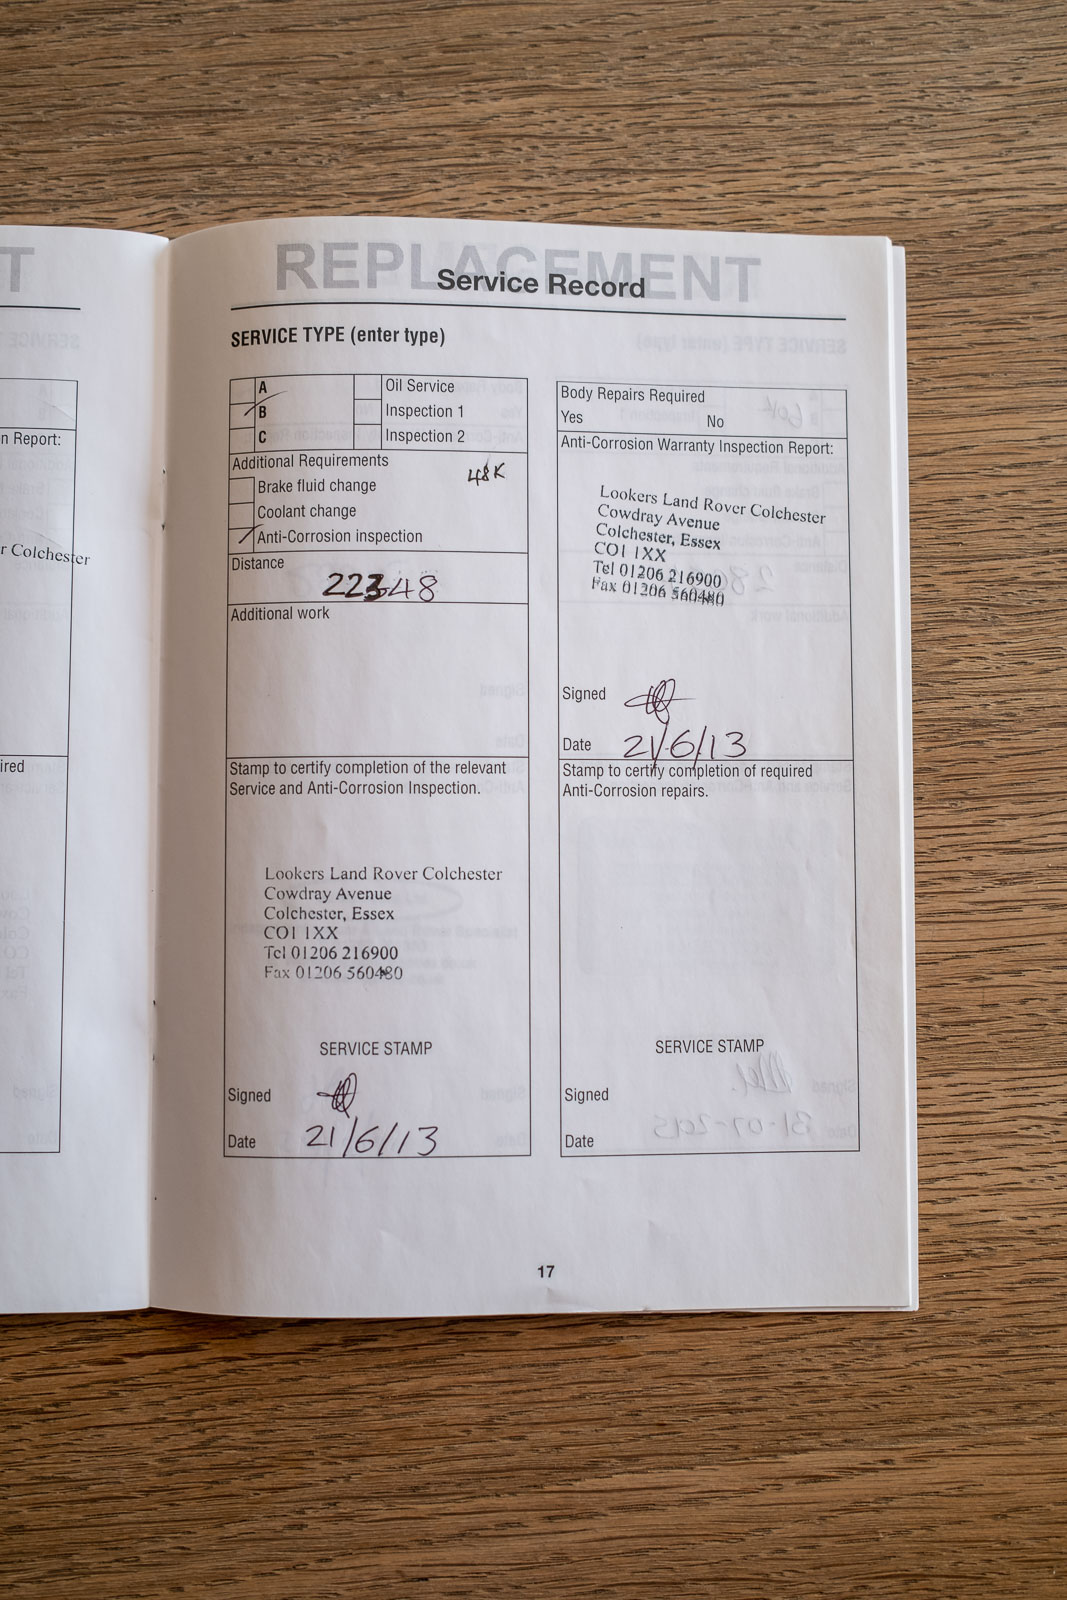 T
n Report:
r Colchester
ired
REPLACEMENT
Service Record
SERVICE TYPE (enter type)
A Oil Service
B Inspection 1
C Inspection 2
Additional Requirements
48K
Brake fluid change
Coolant change
Anti-Corrosion inspection
Distance
22348
Additional work
Stamp to certify completion of the relevant
Service and Anti-Corrosion Inspection.
Lookers Land Rover Colchester
Cowdray Avenue
Colchester, Essex
CO1 1XX
Tel 01206 216900
Fax 01206 560480
SERVICE STAMP
Signed
Date 21/6/13
Body Repairs Required
Yes No
Anti-Corrosion Warranty Inspection Report:
Lookers Land Rover Colchester
Cowdray Avenue
Colchester, Essex
CO1 1XX
Tel 01206 216900
Fax 01206 560480
Signed
Date 21/6/13
Stamp to certify completion of required
Anti-Corrosion repairs.
SERVICE STAMP
Signed
Date
17